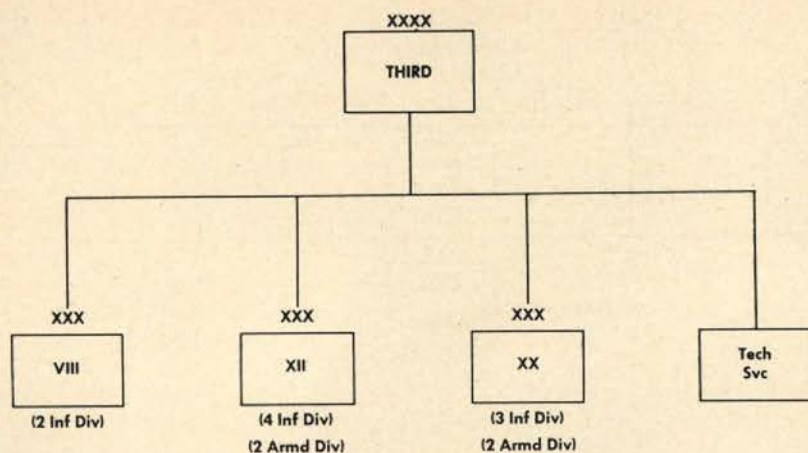 XXXX
THIRD
XXX
VIII
(2 Inf Div)
XXX
XII
(4 Inf Div)
(2 Armd Div)
XXX
XX
(3 Inf Div)
(2 Armd Div)
Tech
Svc